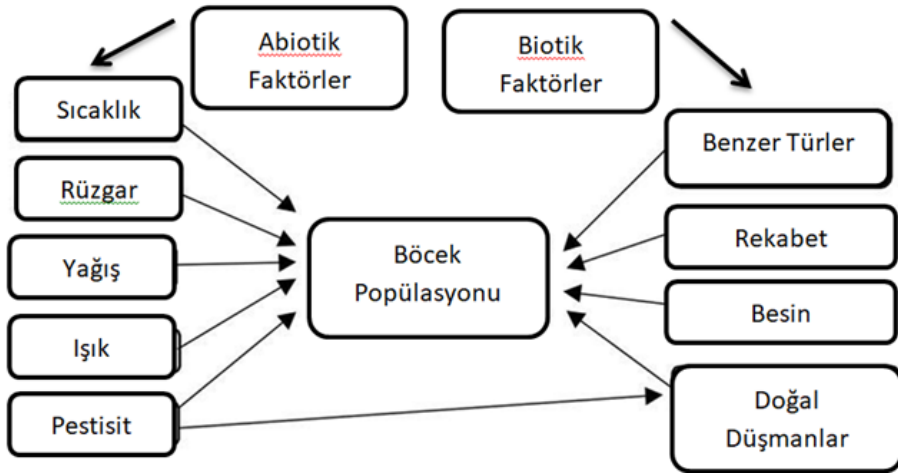 Abiotik
Faktörler
Biotik
Faktörler
Sıcaklık
Rüzgar
Yağış
Işık
Pestisit
Böcek
Popülasyonu
Benzer Türler
Rekabet
Besin
Doğal
Düşmanlar